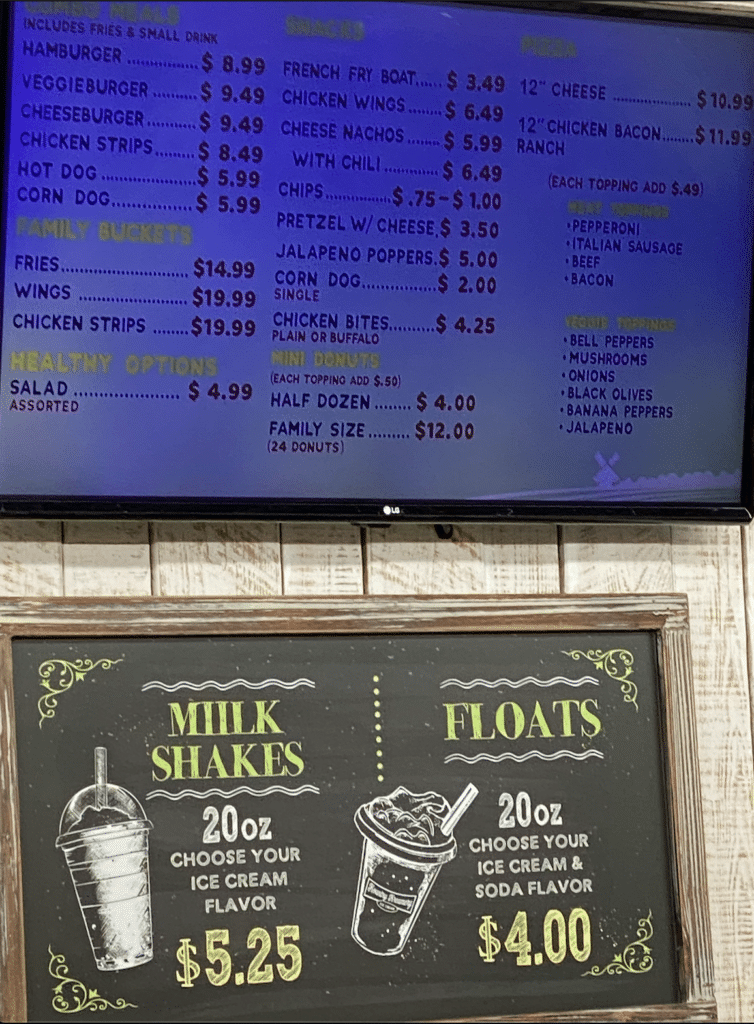 COMBO MEALS
INCLUDES FRIES & SMALL DRINK
HAMBURGER ................ $ 8.99
VEGGIEBURGER .......... $ 9.49
CHEESEBURGER ........... $ 9.49
CHICKEN STRIPS......... $ 8.49
HOT DOG ..................... $ 5.99
CORN DOG................... $ 5.99
FAMILY BUCKETS
FRIES............................ $14.99
WINGS ........................ $19.99
CHICKEN STRIPS ....... $19.99
HEALTHY OPTIONS
SALAD ..................... $ 4.99
ASSORTED
SNACKS
FRENCH FRY BOAT...... $ 3.49
CHICKEN WINGS........ $ 6.49
CHEESE NACHOS ....... $ 5.99
WITH CHILI ............. $ 6.49
CHIPS............... $ .75-$ 1.00
PRETZEL W/ CHEESE.$ 3.50
JALAPENO POPPERS.$ 5.00
CORN DOG................$ 2.00
SINGLE
CHICKEN BITES..........$ 4.25
PLAIN OR BUFFALO
MINI DONUTS
(EACH TOPPING ADD $.50)
HALF DOZEN ........ $ 4.00
FAMILY SIZE ......... $12.00
(24 DONUTS)
PIZZA
12" CHEESE .................. $10.99
12" CHICKEN BACON.......$11.99
RANCH
(EACH TOPPING ADD $.49)
MEAT TOPPINGS
•PEPPERONI
•ITALIAN SAUSAGE
•BEEF
•BACON
VEGGIE TOPPINGS
•BELL PEPPERS
•MUSHROOMS
•ONIONS
•BLACK OLIVES
•BANANA PEPPERS
•JALAPENO
LG
MIILK
SHAKES
20oz
CHOOSE YOUR
ICE CREAM
FLAVOR
$5.25
FLOATS
20oz
CHOOSE YOUR
ICE CREAM &
SODA FLAVOR
$4.00